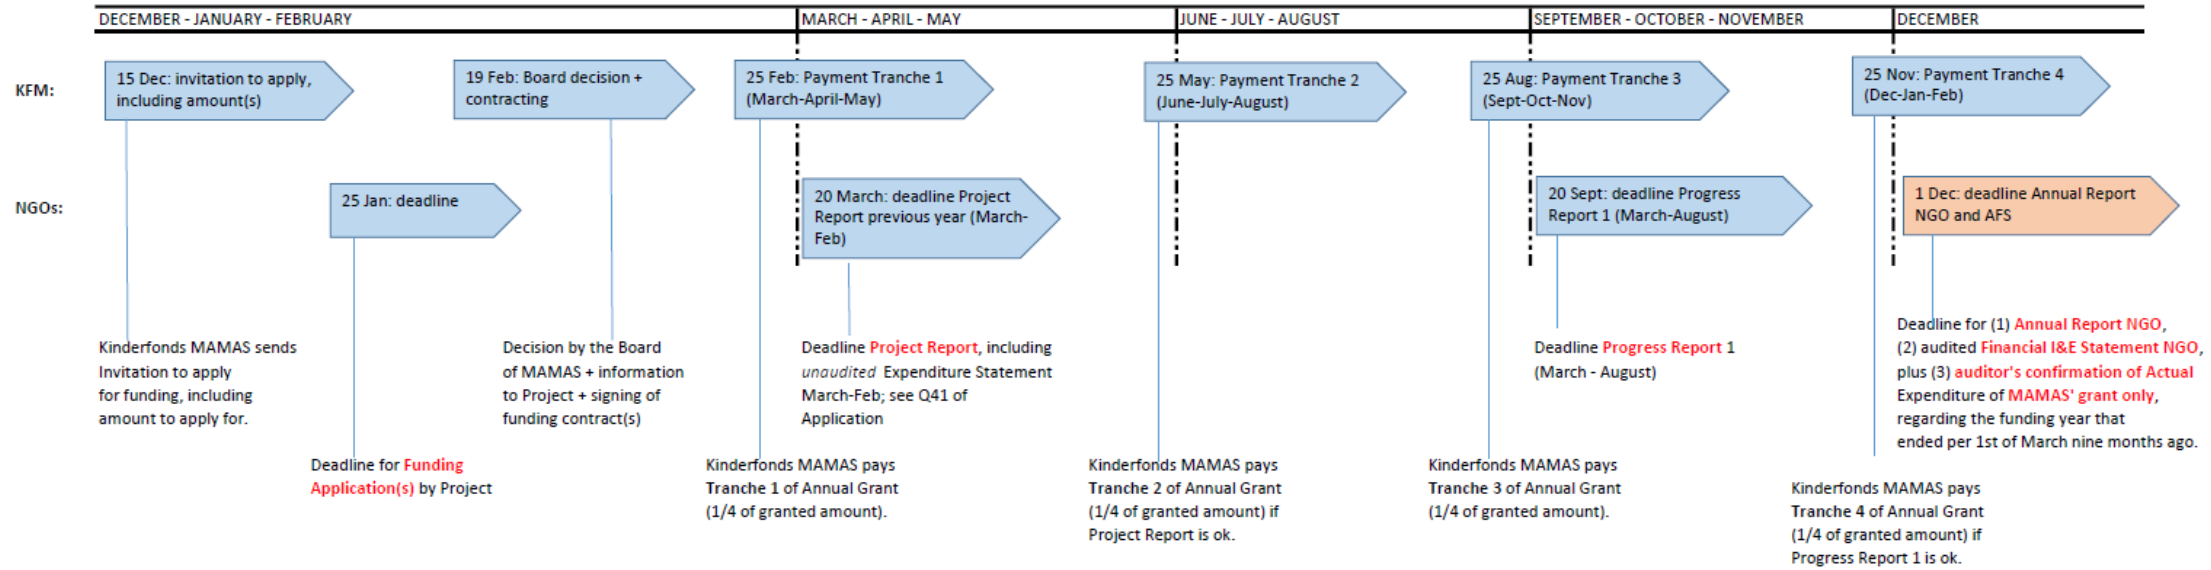 DECEMBER - JANUARY - FEBRUARY
MARCH - APRIL - MAY
JUNE - JULY - AUGUST
SEPTEMBER - OCTOBER - NOVEMBER
DECEMBER
KFM:
15 Dec: invitation to apply,
including amount(s)
19 Feb: Board decision +
contracting
25 Feb: Payment Tranche 1
(March-April-May)
25 May: Payment Tranche 2
(June-July-August)
25 Aug: Payment Tranche 3
(Sept-Oct-Nov)
25 Nov: Payment Tranche 4
(Dec-Jan-Feb)
NGOs:
25 Jan: deadline
20 March: deadline Project
Report previous year (March-
Feb)
20 Sept: deadline Progress
Report 1 (March-August)
1 Dec: deadline Annual Report
NGO and AFS
Kinderfonds MAMAS sends
Invitation to apply
for funding, including
amount to apply for.
Decision by the Board
of MAMAS + information
to Project + signing of
funding contract(s)
Deadline Project Report, including
unaudited Expenditure Statement
March-Feb; see Q41 of
Application
Deadline Progress Report 1
(March - August)
Deadline for (1) Annual Report NGO,
(2) audited Financial I&E Statement NGO,
plus (3) auditor's confirmation of Actual
Expenditure of MAMAS' grant only,
regarding the funding year that
ended per 1st of March nine months ago.
Deadline for Funding
Application(s) by Project
Kinderfonds MAMAS pays
Tranche 1 of Annual Grant
(1/4 of granted amount).
Kinderfonds MAMAS pays
Tranche 2 of Annual Grant
(1/4 of granted amount) if
Project Report is ok.
Kinderfonds MAMAS pays
Tranche 3 of Annual Grant
(1/4 of granted amount).
Kinderfonds MAMAS pays
Tranche 4 of Annual Grant
(1/4 of granted amount) if
Progress Report 1 is ok.